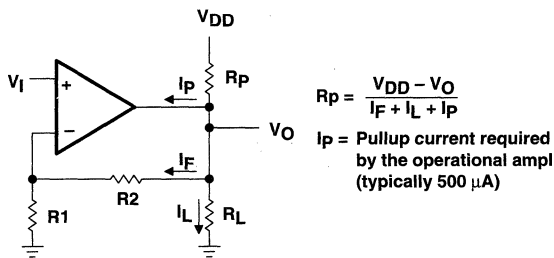 VDD
VI
+
−
IP
RP
VO
IF
R2
R1
IL
RL
RP = VDD − VO / IF + IL + IP
IP = Pullup current required
by the operational ampl
(typically 500 μA)